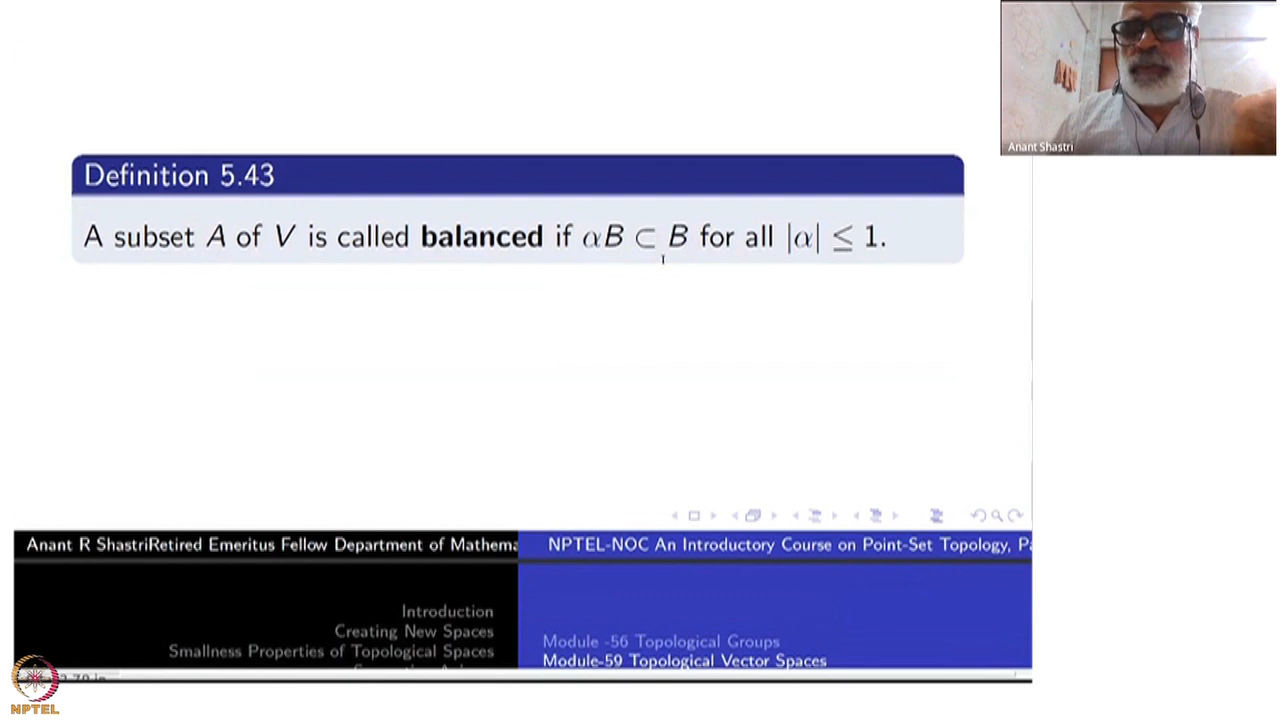 Anant Shastri
Definition 5.43
A subset A of V is called balanced if αB ⊂ B for all |α| ≤ 1.
Anant R ShastriRetired Emeritus Fellow Department of Mathema
NPTEL-NOC An Introductory Course on Point-Set Topology, Pa
Introduction
Creating New Spaces
Smallness Properties of Topological Spaces
Module -56 Topological Groups
Module-59 Topological Vector Spaces
NPTEL